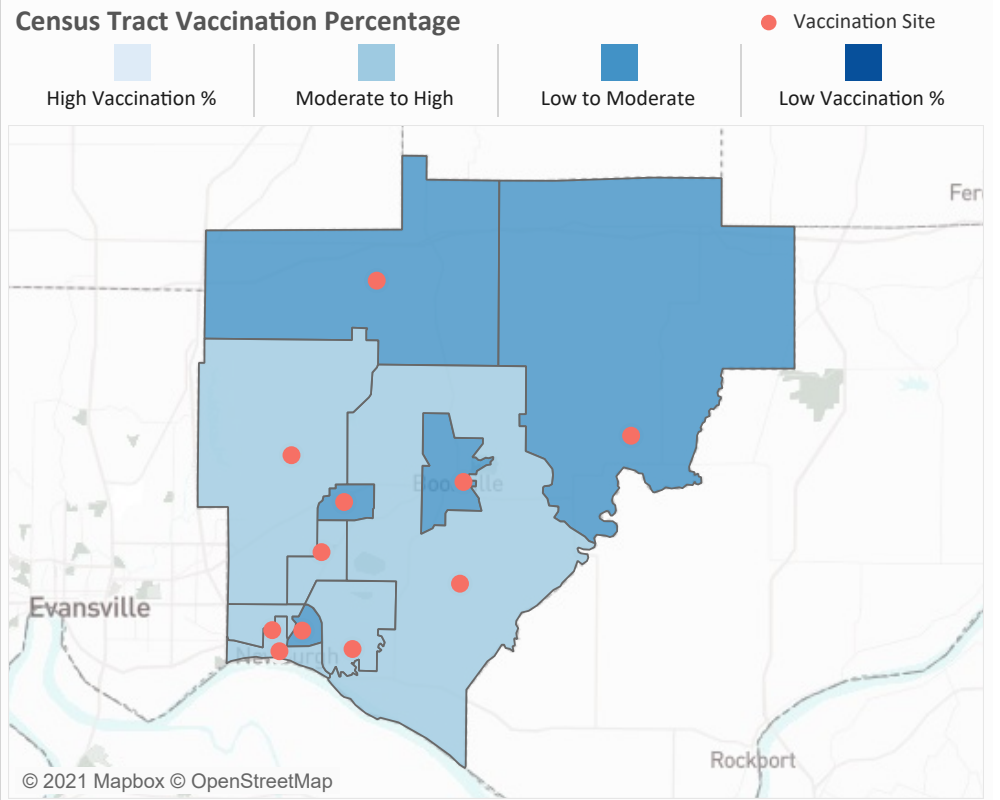 Census Tract Vaccination Percentage
Vaccination Site
High Vaccination %
Moderate to High
Low to Moderate
Low Vaccination %
Fer
Evansville
Rockport
© 2021 Mapbox © OpenStreetMap